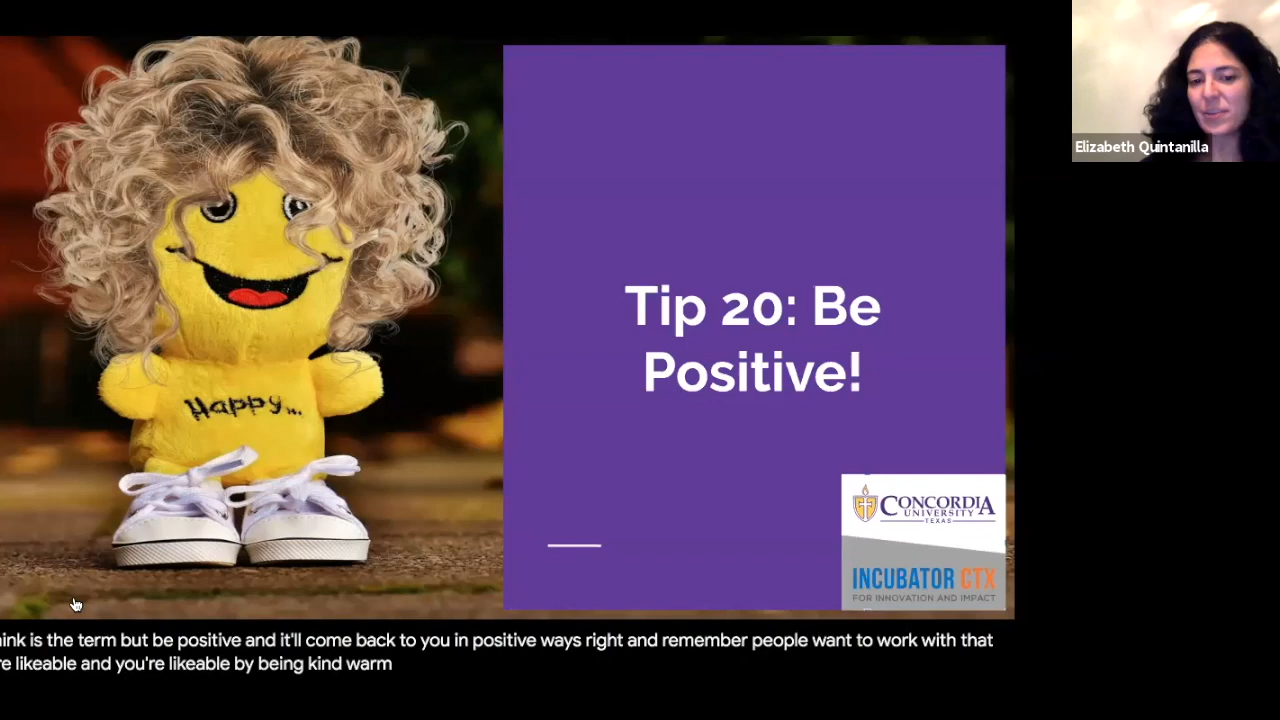 Elizabeth Quintanilla
Tip 20: Be
Positive!
Happy...
CONCORDIA
UNIVERSITY
TEXAS
INCUBATOR CTX
FOR INNOVATION AND IMPACT
is the term but be positive and it'll come back to you in positive ways right and remember people want to work with that
likeable and you're likeable by being kind warm